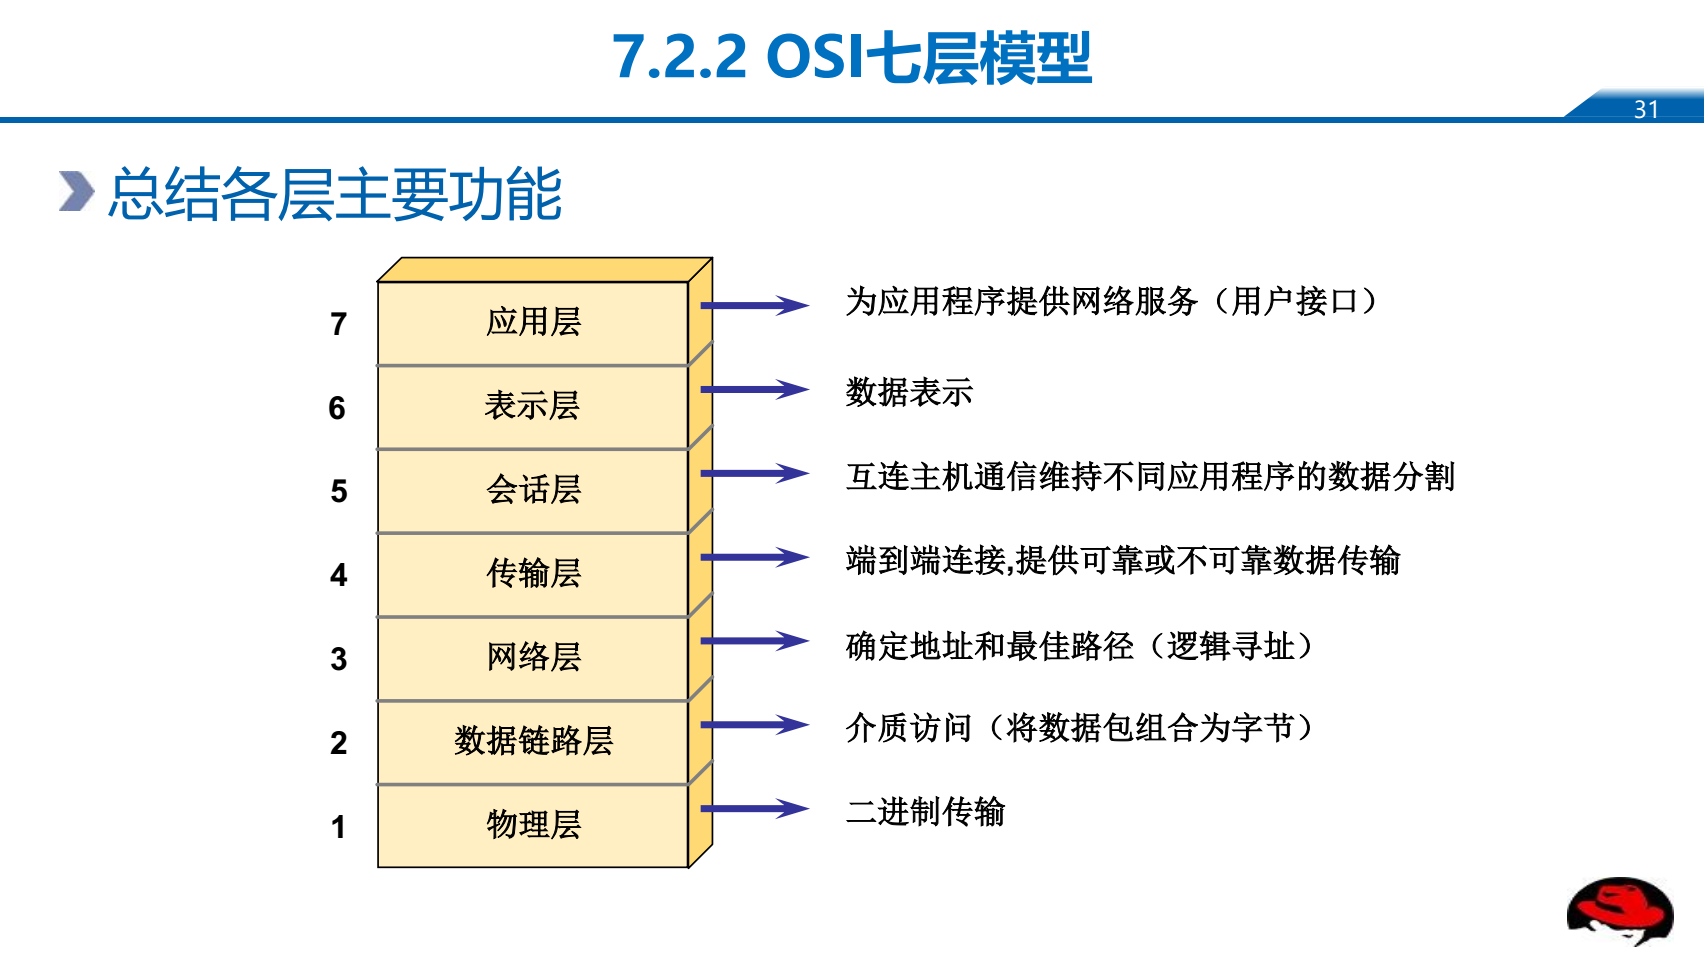 7.2.2 OSI七层模型
31
总结各层主要功能
7 应用层 为应用程序提供网络服务（用户接口）
6 表示层 数据表示
5 会话层 互连主机通信维持不同应用程序的数据分割
4 传输层 端到端连接,提供可靠或不可靠数据传输
3 网络层 确定地址和最佳路径（逻辑寻址）
2 数据链路层 介质访问（将数据包组合为字节）
1 物理层 二进制传输